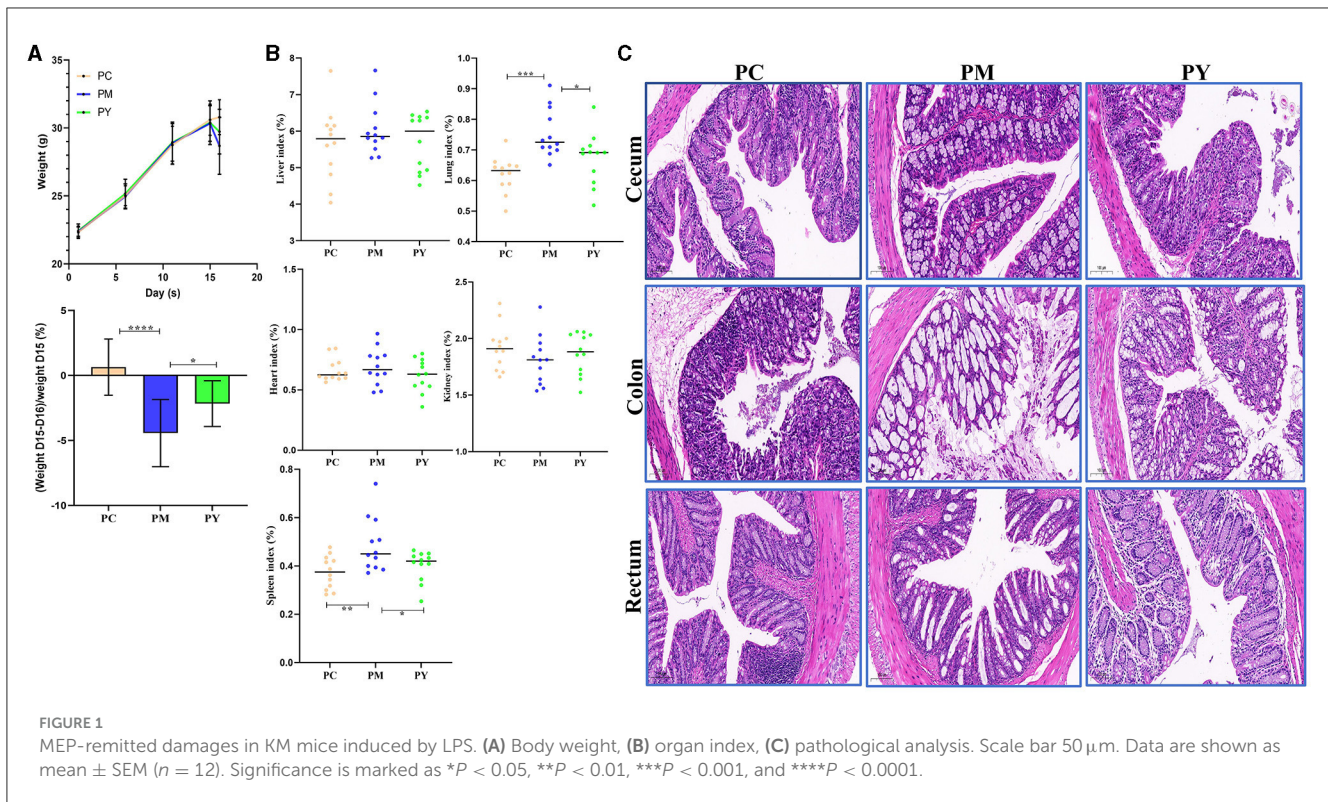 A
35
30
25
20
0
5
10
15
20
Weight (g)
Day (s)
PC
PM
PY
5
0
-5
-10
(Weight D15-D16)/weight D15 (%)
****
*
PC
PM
PY
B
8
7
6
5
4
3
Liver index (%)
PC
PM
PY
1.0
0.9
0.8
0.7
0.6
0.5
0.4
Lung index (%)
***
*
PC
PM
PY
1.5
1.0
0.5
0.0
Heart index (%)
PC
PM
PY
2.5
2.0
1.5
1.0
Kidney index (%)
PC
PM
PY
0.8
0.6
0.4
0.2
0.0
Spleen index (%)
**
*
PC
PM
PY
C
PC
PM
PY
Cecum
Colon
Rectum
FIGURE 1
MEP-remitted damages in KM mice induced by LPS. (A) Body weight, (B) organ index, (C) pathological analysis. Scale bar 50 μm. Data are shown as
mean ± SEM (n = 12). Significance is marked as *P < 0.05, **P < 0.01, ***P < 0.001, and ****P < 0.0001.